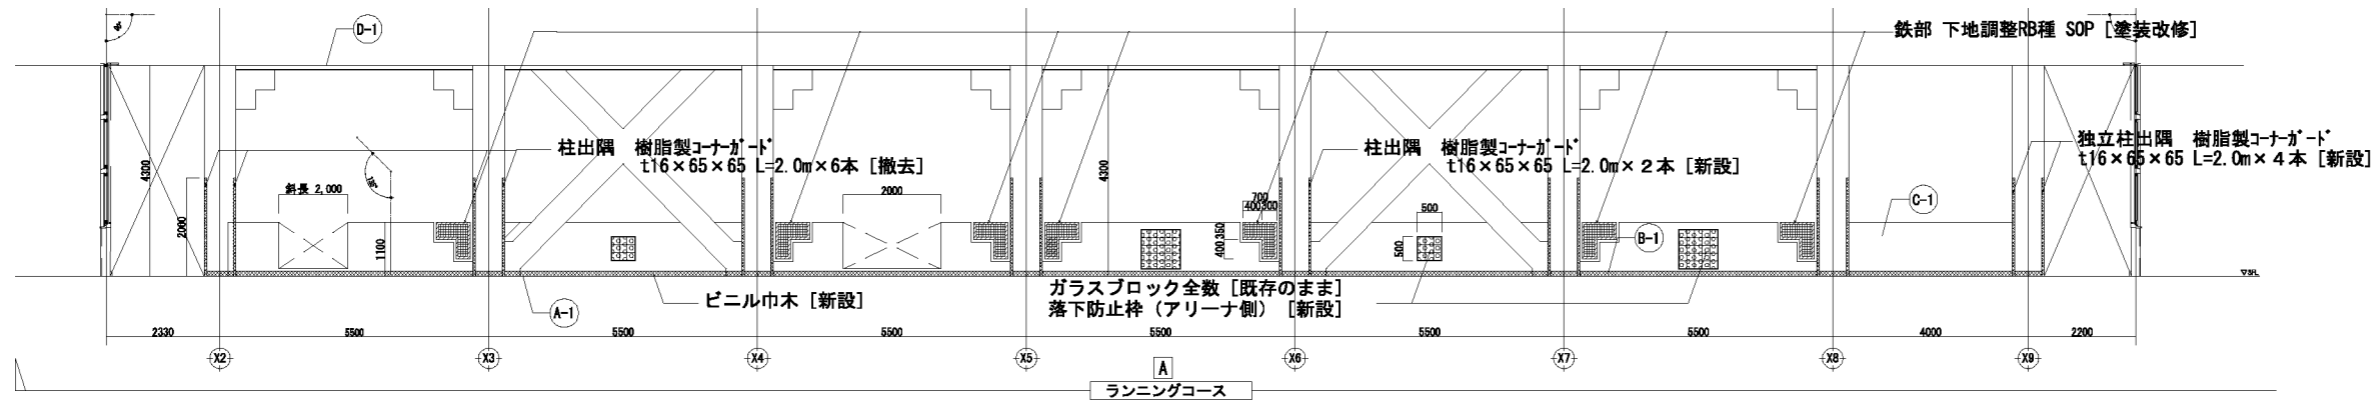 D-1
鉄部 下地調整RB種 SOP [塗装改修]
柱出隅 樹脂製ｺｰﾅｰｶﾞｰﾄﾞ
t16×65×65 L=2.0m×6本 [撤去]
柱出隅 樹脂製ｺｰﾅｰｶﾞｰﾄﾞ
t16×65×65 L=2.0m×２本 [新設]
独立柱出隅 樹脂製ｺｰﾅｰｶﾞｰﾄﾞ
t16×65×65 L=2.0m×４本 [新設]
4300
4300
斜長 2,000
2000
2000
1100
700
400
300
350
400
500
500
C-1
B-1
ビニル巾木 [新設]
A-1
ガラスブロック全数 [既存のまま]
落下防止枠（アリーナ側） [新設]
2330
5500
5500
5500
5500
5500
5500
4000
2200
X2
X3
X4
X5
X6
X7
X8
X9
A
ランニングコース